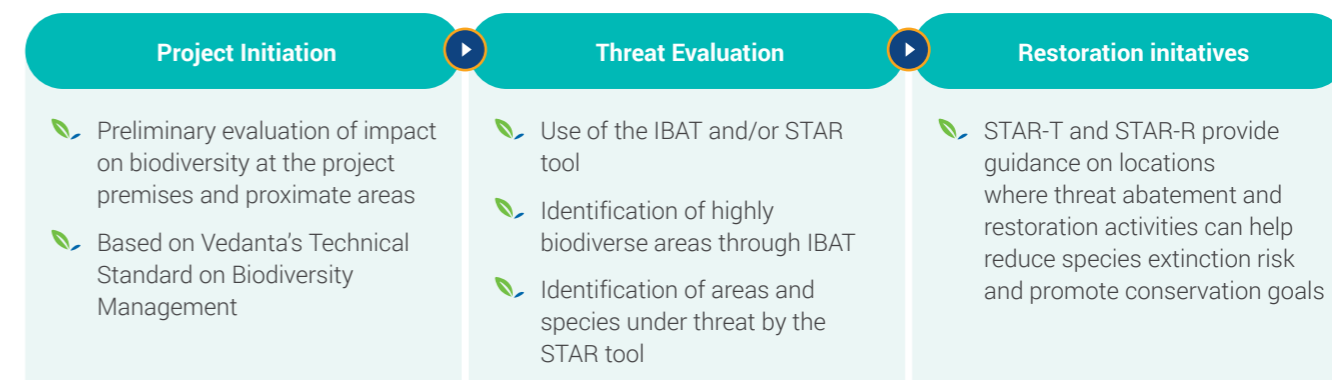 Project Initiation
Preliminary evaluation of impact
on biodiversity at the project
premises and proximate areas
Based on Vedanta's Technical
Standard on Biodiversity
Management
Threat Evaluation
Use of the IBAT and/or STAR
tool
Identification of highly
biodiverse areas through IBAT
Identification of areas and
species under threat by the
STAR tool
Restoration initatives
STAR-T and STAR-R provide
guidance on locations
where threat abatement and
restoration activities can help
reduce species extinction risk
and promote conservation goals